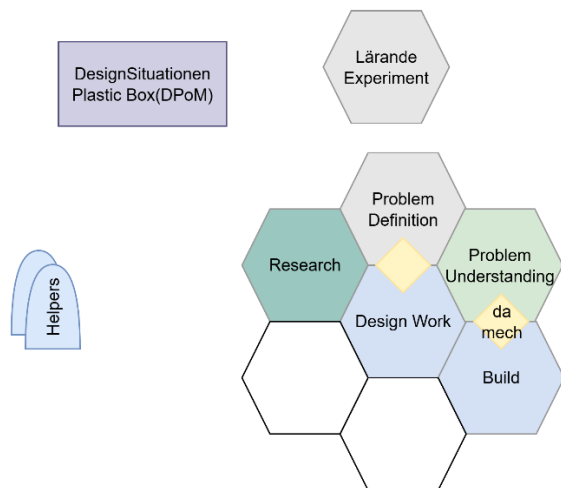 DesignSituationen
Plastic Box(DPoM)
Lärande
Experiment
Problem
Definition
Research
Problem
Understanding
Design Work
da
mech
Build
Helpers